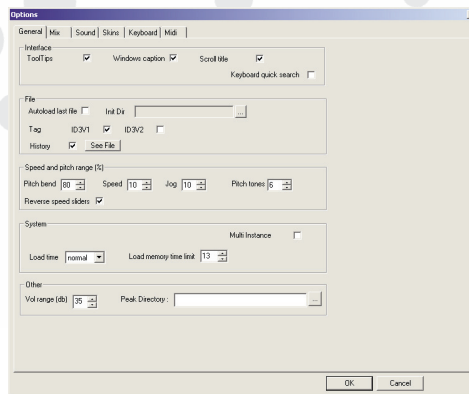 Options
General Mix Sound Skins Keyboard Midi
Interface
ToolTips Windows caption Scroll title
Keyboard quick search
File
Autoload last file Init Dir ...
Tag ID3V1 ID3V2
History See File
Speed and pitch range (%)
Pitch bend 80 Speed 10 Jog 10 Pitch tones 6
Reverse speed sliders
System
Multi Instance
Load time normal Load memory time limit 13
Other
Vol range (db) 35 Peak Directory : ...
OK Cancel